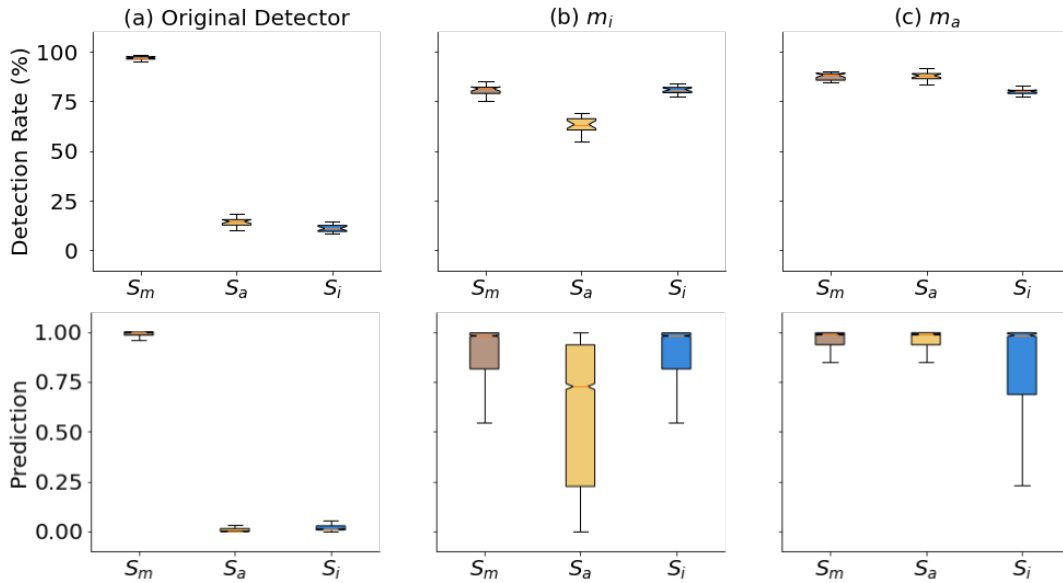 (a) Original Detector (b) m_i (c) m_a
Detection Rate (%)
100
75
50
25
0
S_m S_a S_i S_m S_a S_i S_m S_a S_i
Prediction
1.00
0.75
0.50
0.25
0.00
S_m S_a S_i S_m S_a S_i S_m S_a S_i